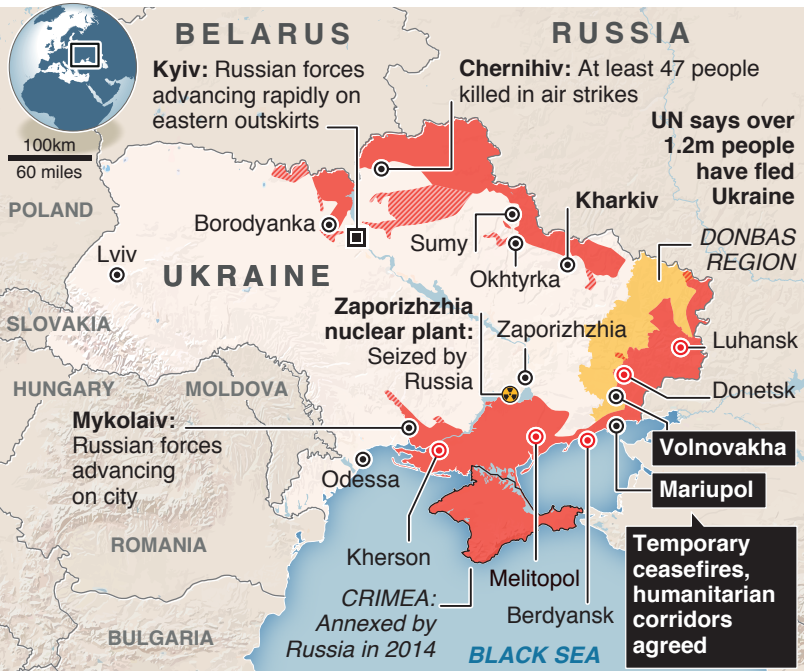 BELARUS
RUSSIA
Kyiv: Russian forces
advancing rapidly on
eastern outskirts
Chernihiv: At least 47 people
killed in air strikes
UN says over
1.2m people
have fled
Ukraine
100km
60 miles
POLAND
Borodyanka
Sumy
Kharkiv
DONBAS
REGION
Lviv
UKRAINE
Okhtyrka
SLOVAKIA
Zaporizhzhia
nuclear plant:
Seized by
Russia
Zaporizhzhia
Luhansk
HUNGARY
MOLDOVA
Donetsk
Mykolaiv:
Russian forces
advancing
on city
Volnovakha
Odessa
Mariupol
ROMANIA
Kherson
Melitopol
Temporary
ceasefires,
humanitarian
corridors
agreed
CRIMEA:
Annexed by
Russia in 2014
Berdyansk
BULGARIA
BLACK SEA